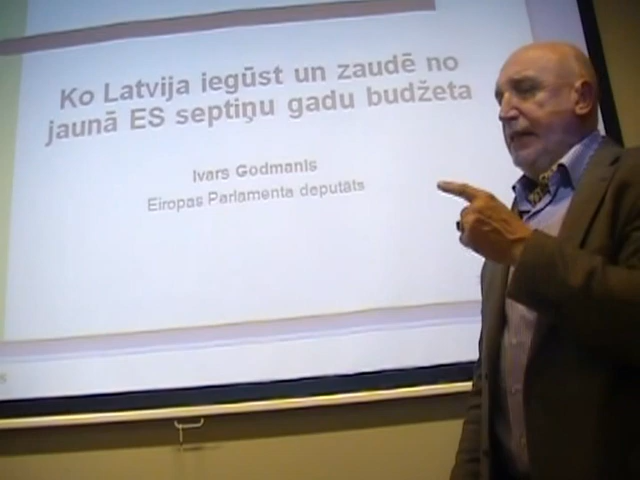 Ko Latvija iegūst un zaudē no
jaunā ES septiņu gadu budžeta
Ivars Godmanis
Eiropas Parlamenta deputāts